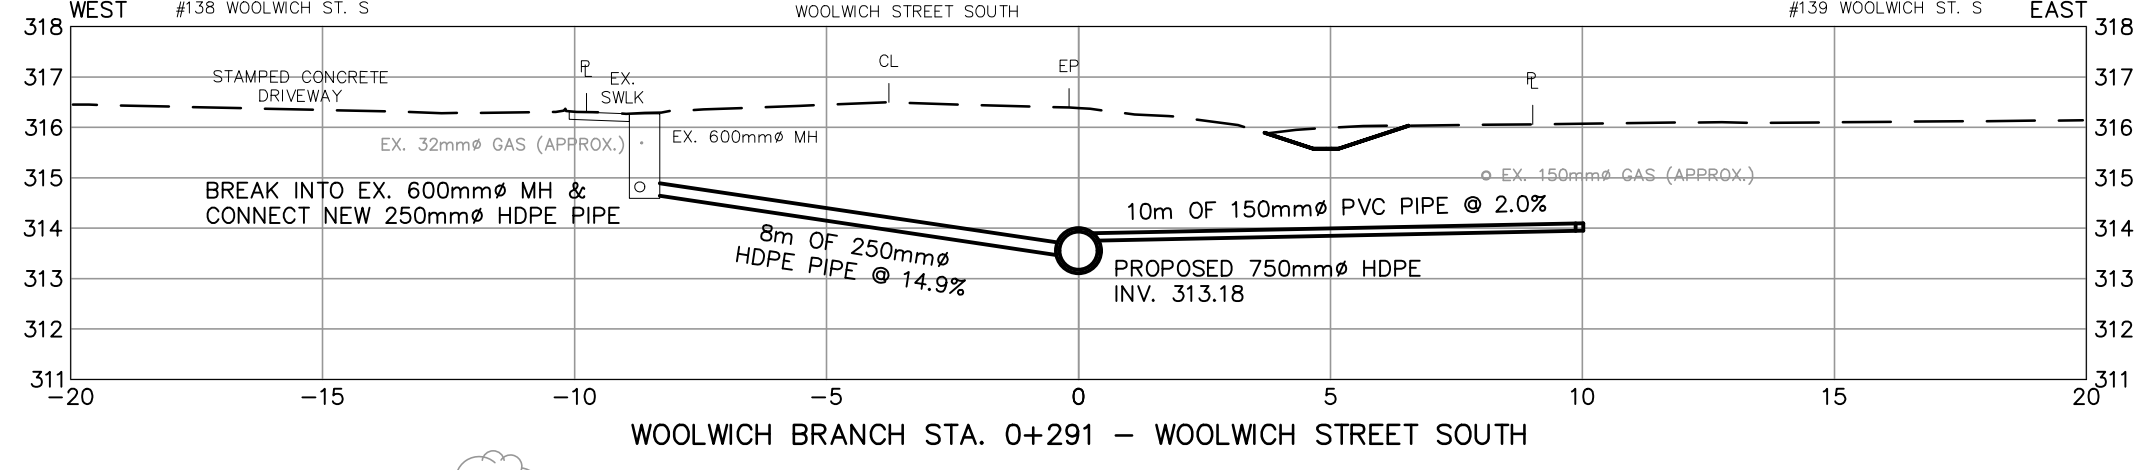 WEST #138 WOOLWICH ST. S WOOLWICH STREET SOUTH #139 WOOLWICH ST. S EAST
318 318
317 317
316 316
315 315
314 314
313 313
312 312
311 311
STAMPED CONCRETE
DRIVEWAY
PL
EX.
SWLK
CL
EP
PL
EX. 32mmø GAS (APPROX.)
EX. 600mmø MH
BREAK INTO EX. 600mmø MH &
CONNECT NEW 250mmø HDPE PIPE
8m OF 250mmø
HDPE PIPE @ 14.9%
EX. 150mmø GAS (APPROX.)
10m OF 150mmø PVC PIPE @ 2.0%
PROPOSED 750mmø HDPE
INV. 313.18
-20 -15 -10 -5 0 5 10 15 20
WOOLWICH BRANCH STA. 0+291 – WOOLWICH STREET SOUTH